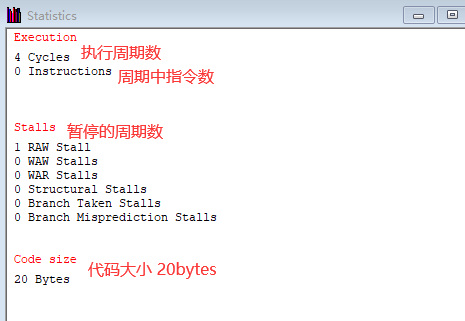 Statistics
Execution
4 Cycles 执行周期数
0 Instructions 周期中指令数
Stalls 暂停的周期数
1 RAW Stall
0 WAW Stalls
0 WAR Stalls
0 Structural Stalls
0 Branch Taken Stalls
0 Branch Misprediction Stalls
Code size 代码大小 20bytes
20 Bytes